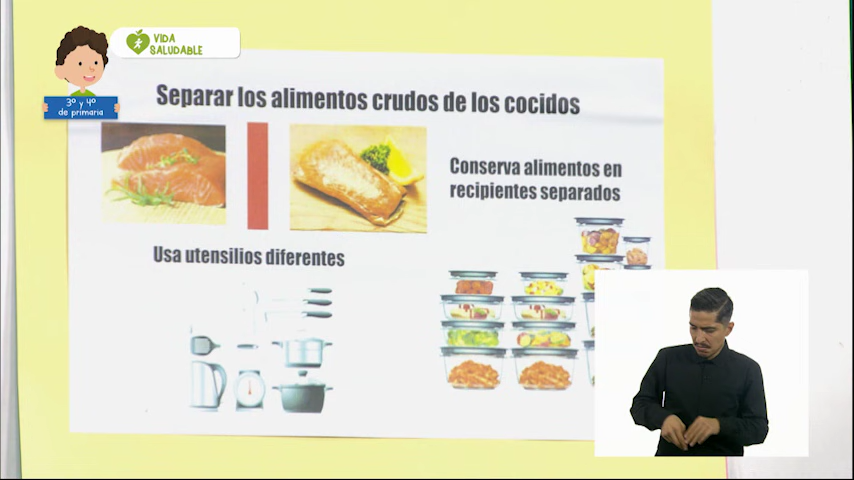 VIDA
SALUDABLE
3º y 4º
de primaria
Separar los alimentos crudos de los cocidos
Conserva alimentos en
recipientes separados
Usa utensilios diferentes